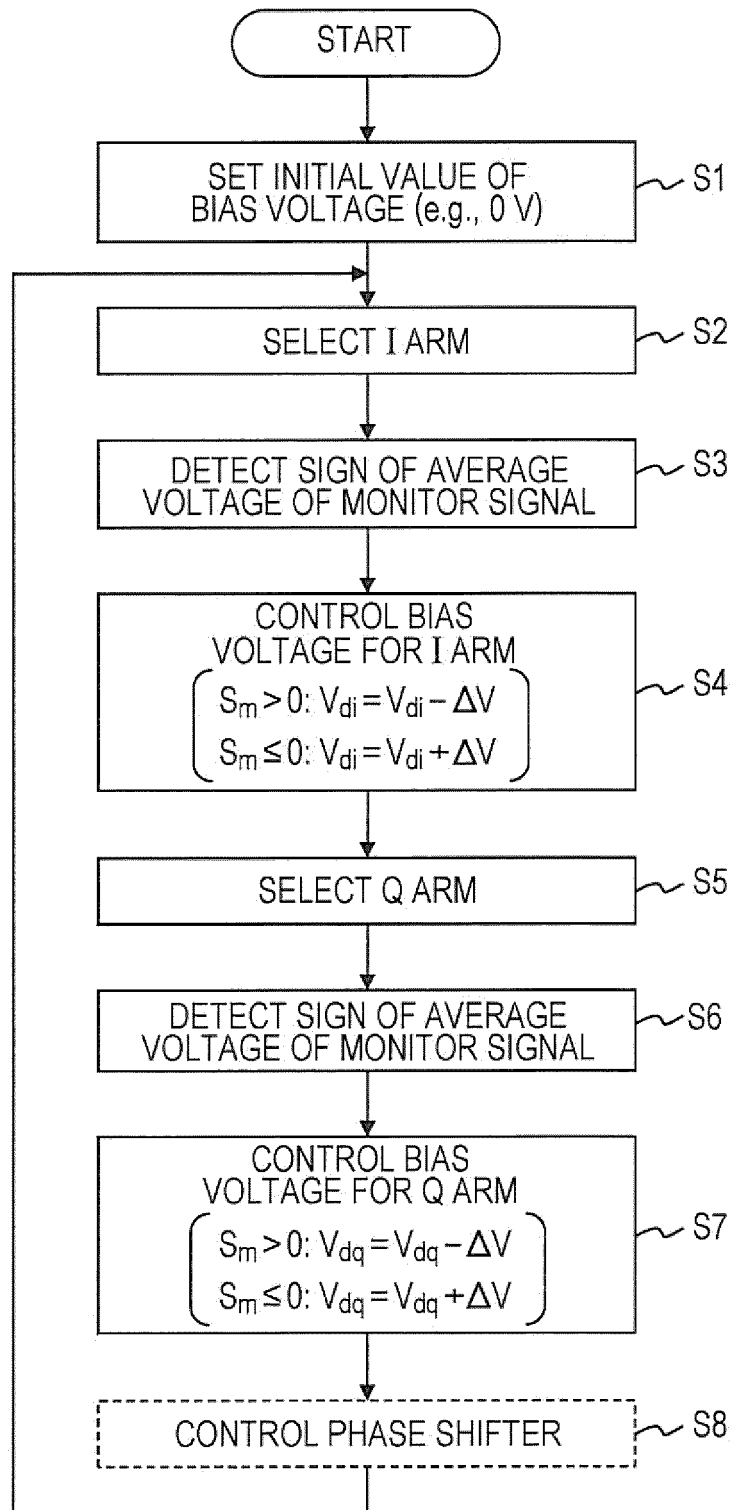 START
SET INITIAL VALUE OF
BIAS VOLTAGE (e.g., 0 V)
S1
SELECT I ARM
S2
DETECT SIGN OF AVERAGE
VOLTAGE OF MONITOR SIGNAL
S3
CONTROL BIAS
VOLTAGE FOR I ARM
Sm > 0: Vdi = Vdi − ΔV
Sm ≤ 0: Vdi = Vdi + ΔV
S4
SELECT Q ARM
S5
DETECT SIGN OF AVERAGE
VOLTAGE OF MONITOR SIGNAL
S6
CONTROL BIAS
VOLTAGE FOR Q ARM
Sm > 0: Vdq = Vdq − ΔV
Sm ≤ 0: Vdq = Vdq + ΔV
S7
CONTROL PHASE SHIFTER
S8